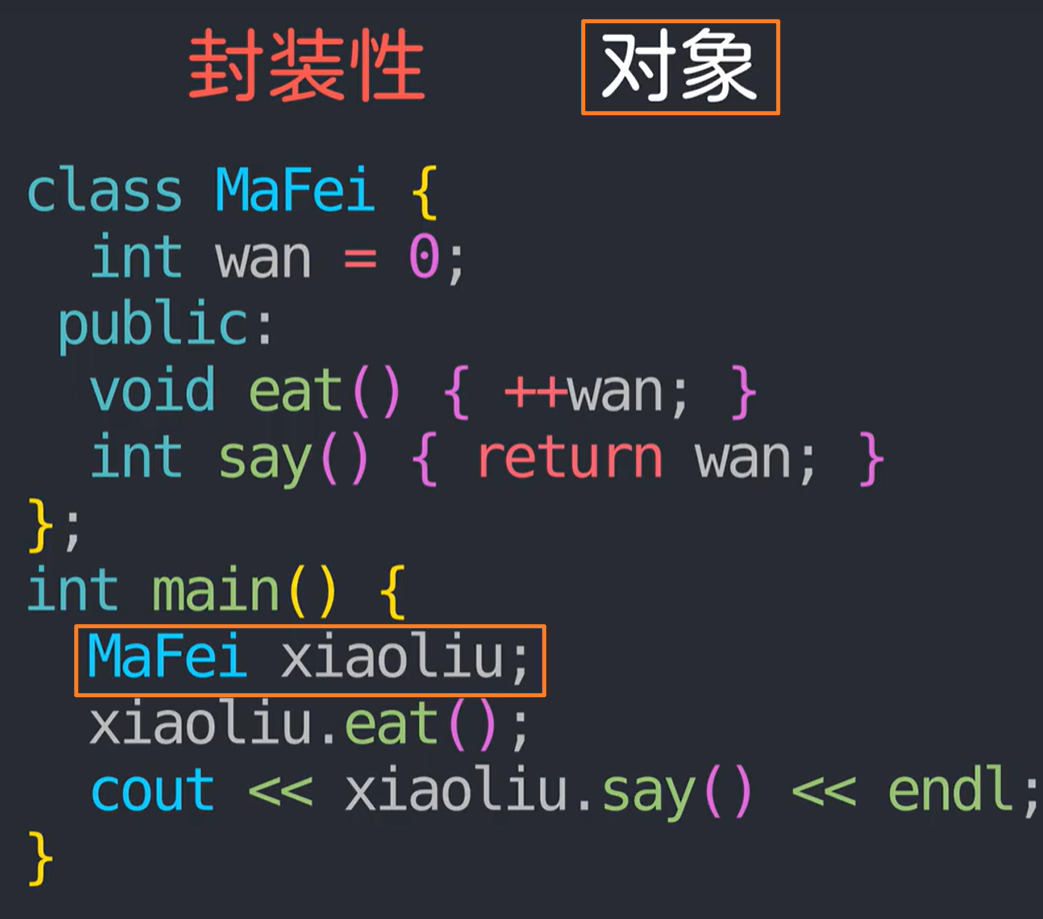 封装性 对象
class MaFei {
  int wan = 0;
 public:
  void eat() { ++wan; }
  int say() { return wan; }
};
int main() {
  MaFei xiaoliu;
  xiaoliu.eat();
  cout << xiaoliu.say() << endl;
}